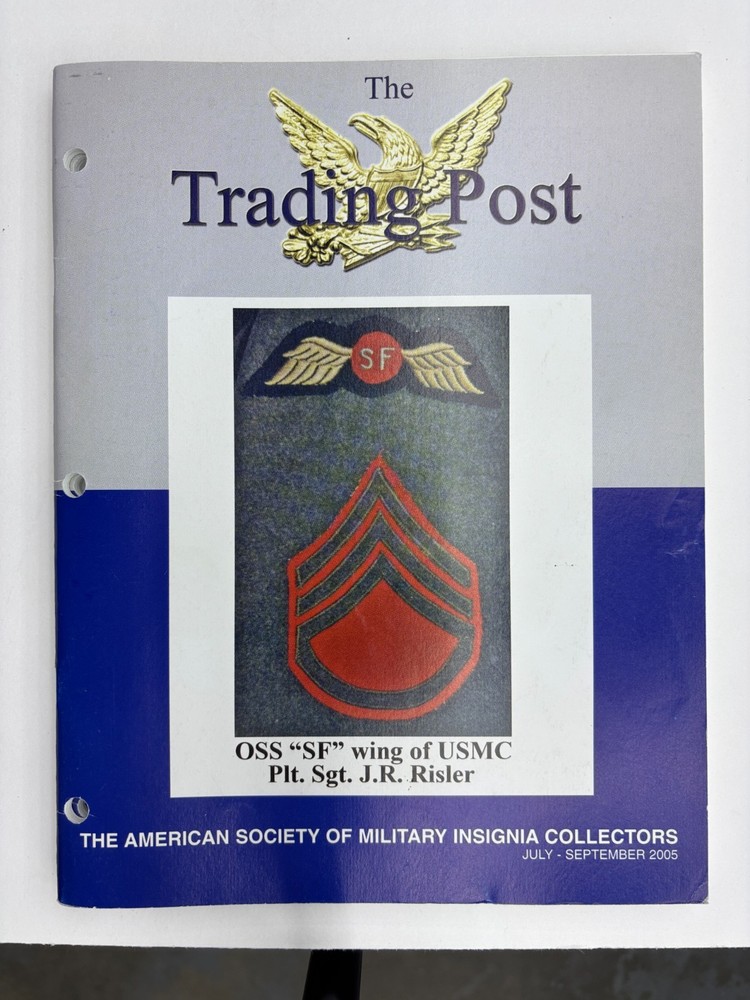 The
Trading Post
SF
OSS “SF” wing of USMC
Plt. Sgt. J.R. Risler
THE AMERICAN SOCIETY OF MILITARY INSIGNIA COLLECTORS
JULY - SEPTEMBER 2005